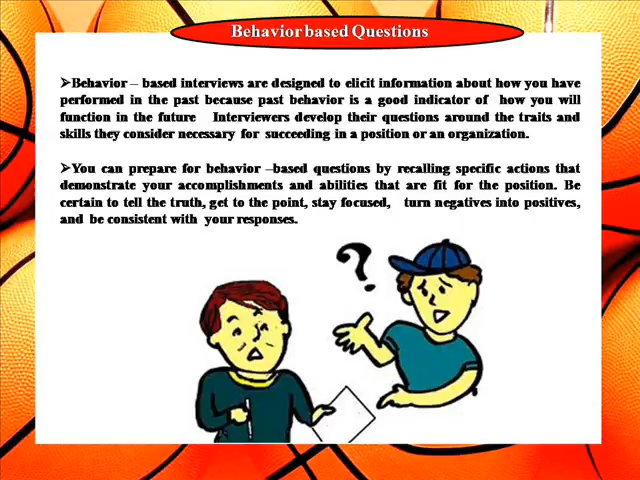 Behavior based Questions
➢Behavior – based interviews are designed to elicit information about how you have
performed in the past because past behavior is a good indicator of how you will
function in the future Interviewers develop their questions around the traits and
skills they consider necessary for succeeding in a position or an organization.
➢You can prepare for behavior –based questions by recalling specific actions that
demonstrate your accomplishments and abilities that are fit for the position. Be
certain to tell the truth, get to the point, stay focused, turn negatives into positives,
and be consistent with your responses.
?